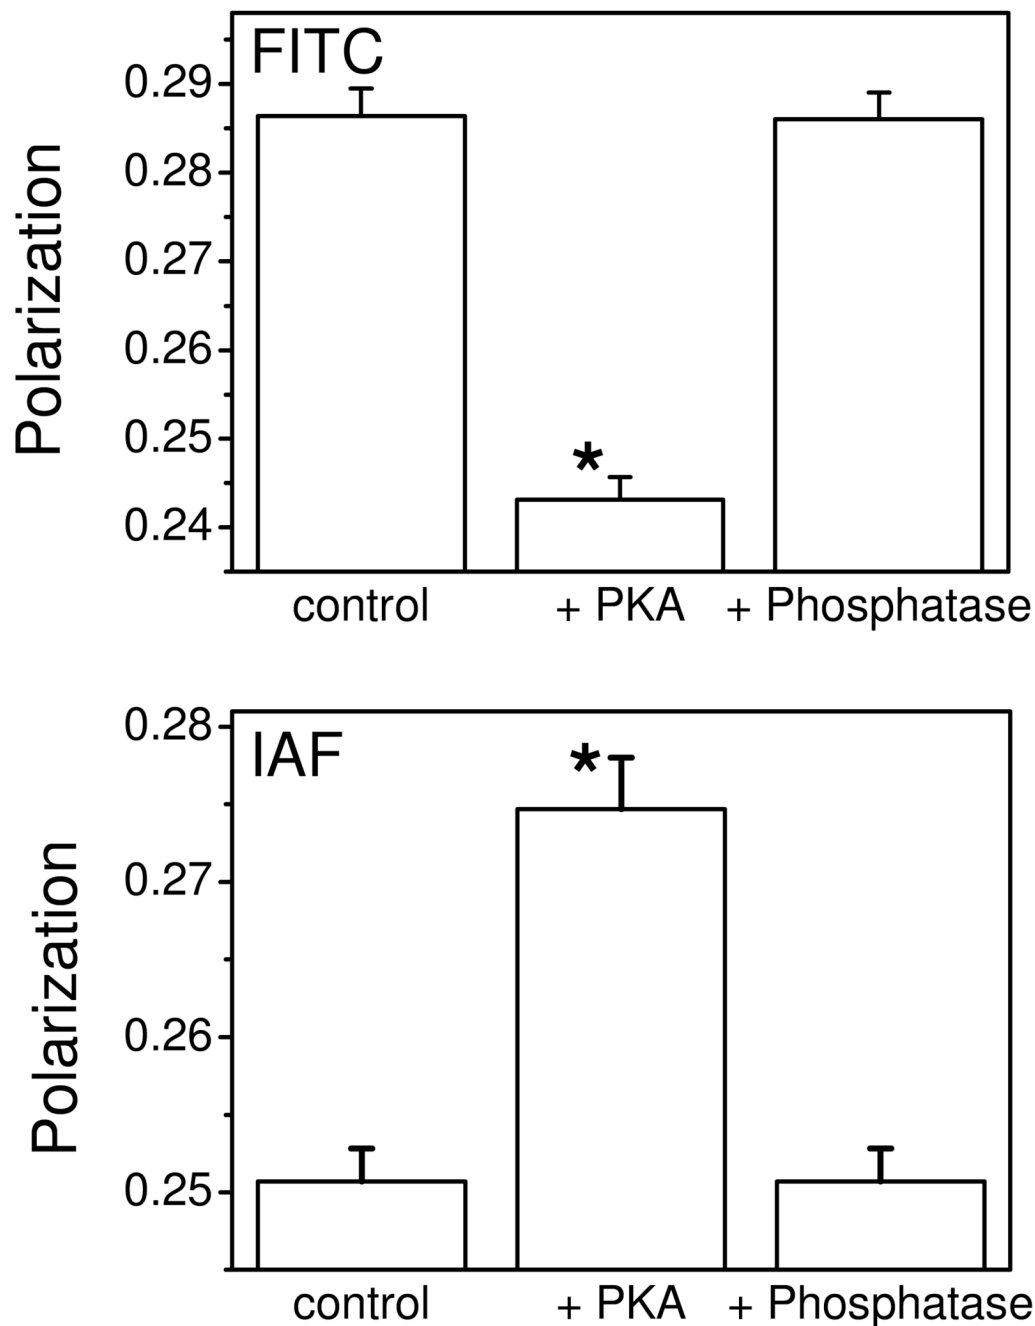 FITC
Polarization
0.29
0.28
0.27
0.26
0.25
0.24
*
control + PKA + Phosphatase
IAF
Polarization
0.28
0.27
0.26
0.25
*
control + PKA + Phosphatase